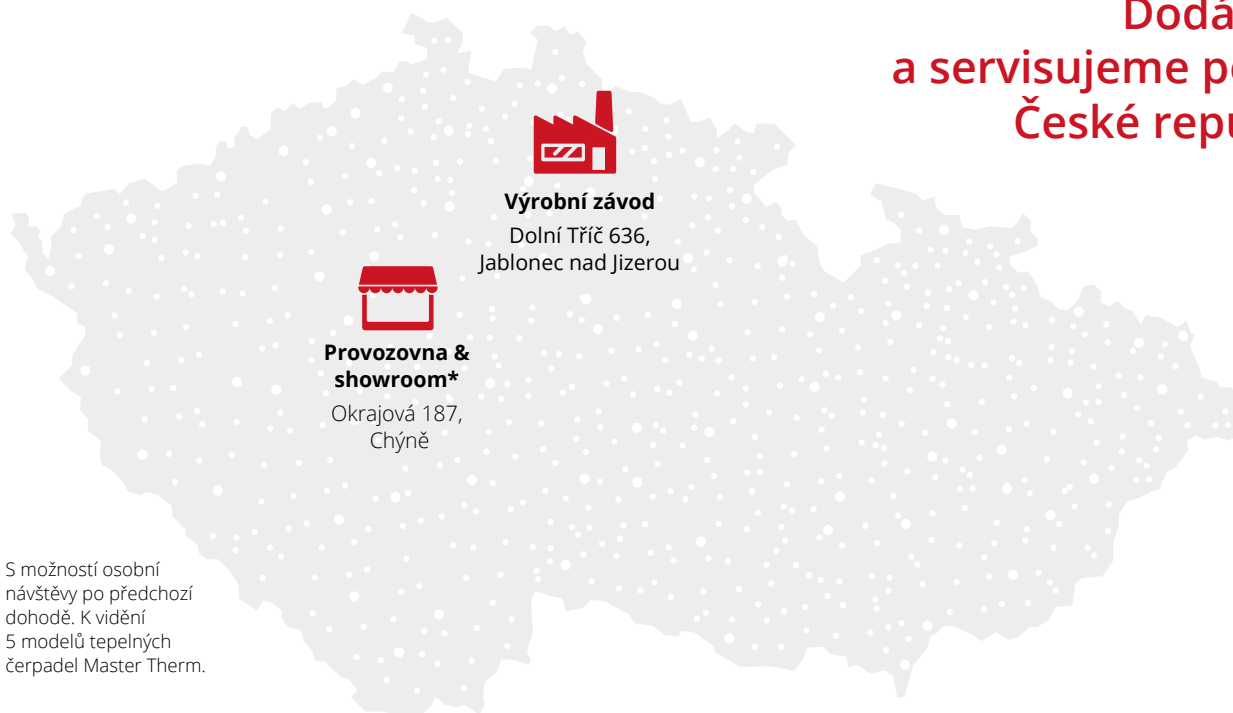 Dodá
a servisujeme po
České repu
Výrobní závod
Dolní Tříč 636,
Jablonec nad Jizerou
Provozovna &
showroom*
Okrajová 187,
Chýně
S možností osobní
návštěvy po předchozí
dohodě. K vidění
5 modelů tepelných
čerpadel Master Therm.